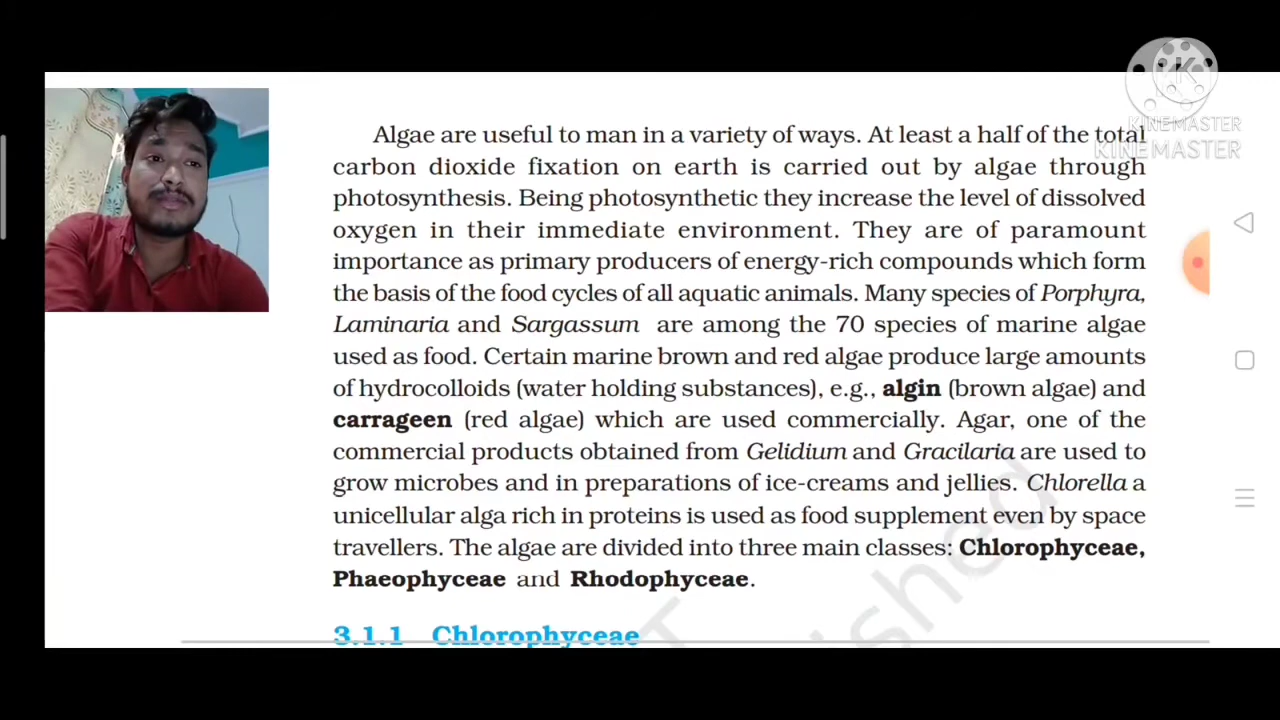 KINEMASTER
KINEMASTER
Algae are useful to man in a variety of ways. At least a half of the total
carbon dioxide fixation on earth is carried out by algae through
photosynthesis. Being photosynthetic they increase the level of dissolved
oxygen in their immediate environment. They are of paramount
importance as primary producers of energy-rich compounds which form
the basis of the food cycles of all aquatic animals. Many species of Porphyra,
Laminaria and Sargassum are among the 70 species of marine algae
used as food. Certain marine brown and red algae produce large amounts
of hydrocolloids (water holding substances), e.g., algin (brown algae) and
carrageen (red algae) which are used commercially. Agar, one of the
commercial products obtained from Gelidium and Gracilaria are used to
grow microbes and in preparations of ice-creams and jellies. Chlorella a
unicellular alga rich in proteins is used as food supplement even by space
travellers. The algae are divided into three main classes: Chlorophyceae,
Phaeophyceae and Rhodophyceae.
3.1.1 Chlorophyceae